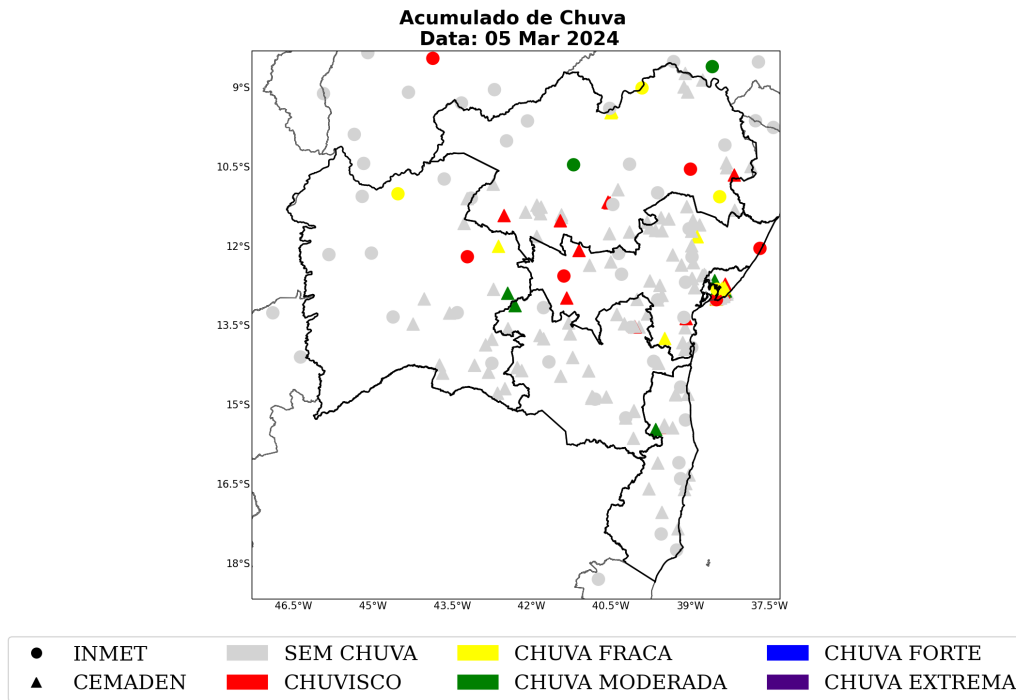 Acumulado de Chuva
Data: 05 Mar 2024
9°S
10.5°S
12°S
13.5°S
15°S
16.5°S
18°S
46.5°W 45°W 43.5°W 42°W 40.5°W 39°W 37.5°W
INMET SEM CHUVA CHUVA FRACA CHUVA FORTE
CEMADEN CHUVISCO CHUVA MODERADA CHUVA EXTREMA